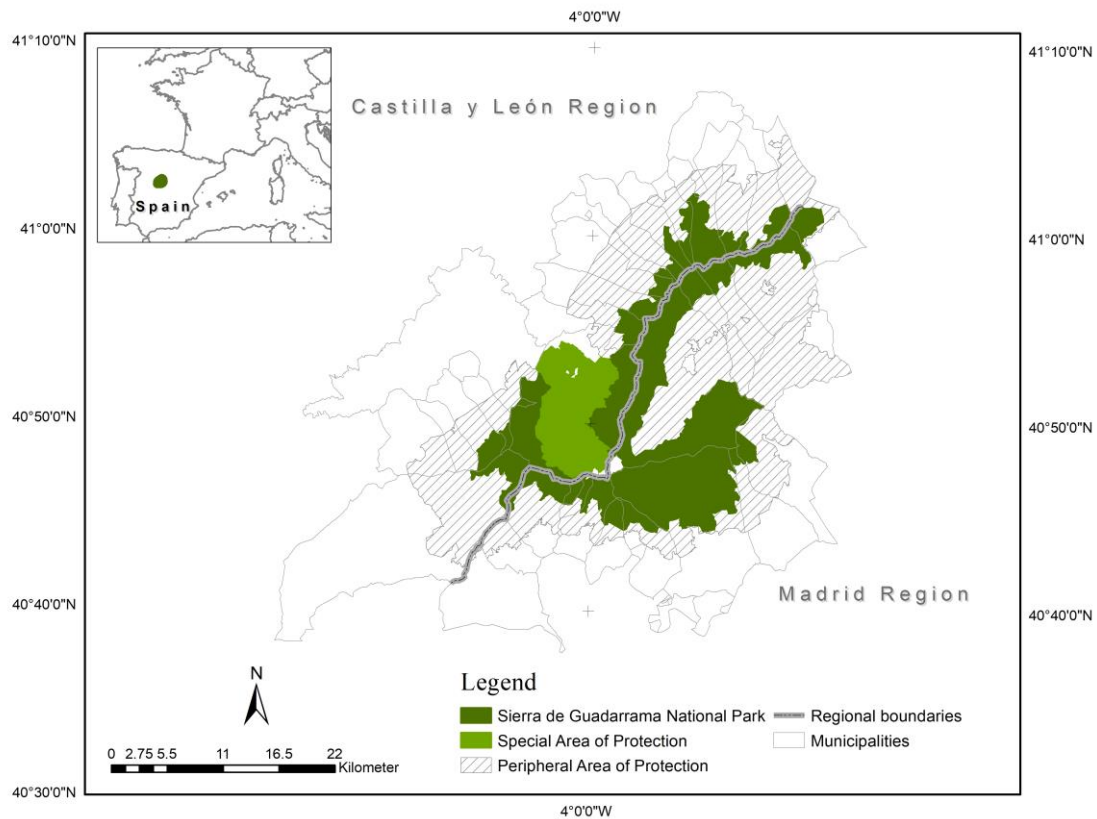 4°0'0"W
41°10'0"N
41°10'0"N
Castilla y León Region
Spain
41°0'0"N
41°0'0"N
40°50'0"N
40°50'0"N
40°40'0"N
40°40'0"N
Madrid Region
N
Legend
Sierra de Guadarrama National Park
Regional boundaries
Special Area of Protection
Municipalities
Peripheral Area of Protection
0 2.75 5.5 11 16.5 22
Kilometer
40°30'0"N
40°30'0"N
4°0'0"W